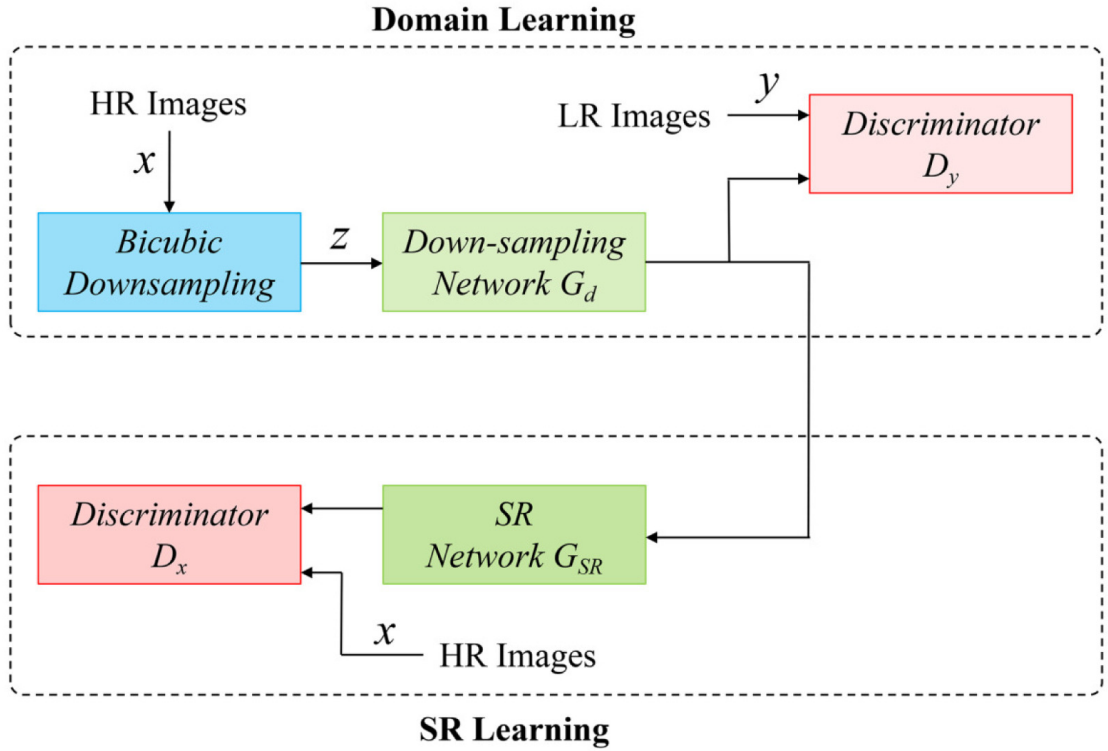 Domain Learning
HR Images
x
Bicubic
Downsampling
z
Down-sampling
Network G_d
LR Images
y
Discriminator
D_y
Discriminator
D_x
SR
Network G_SR
x
HR Images
SR Learning